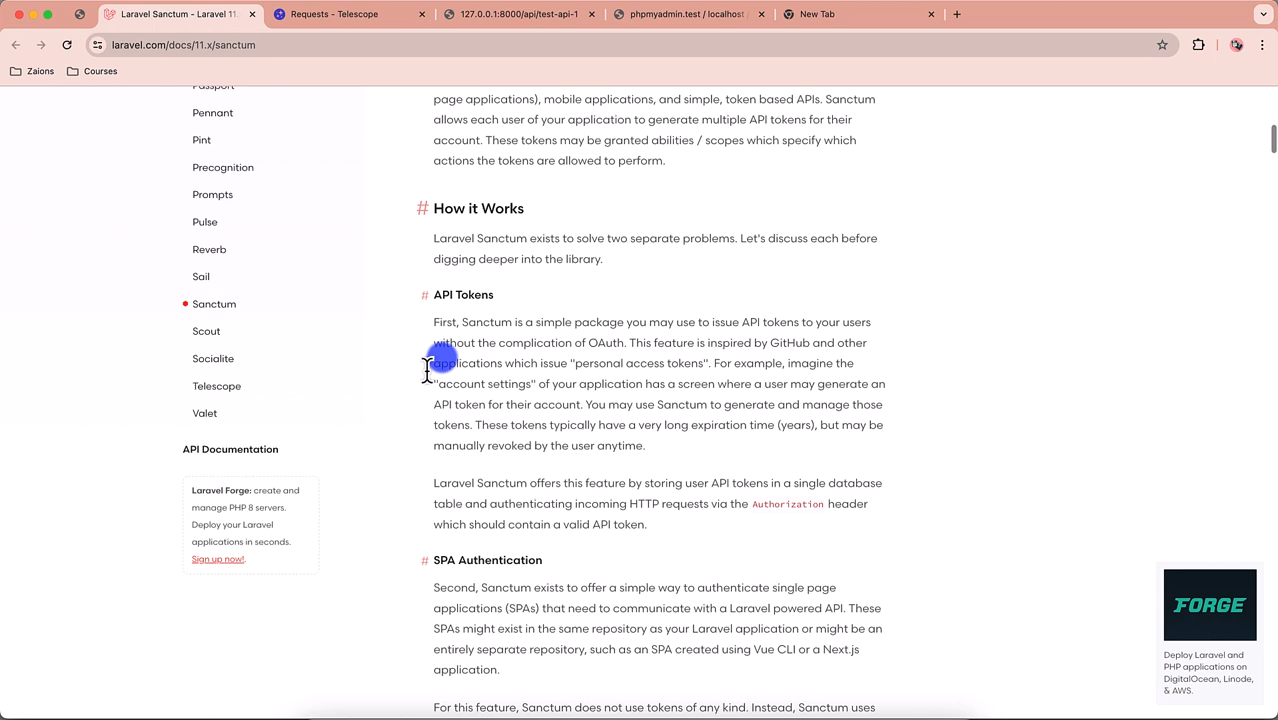 Laravel Sanctum - Laravel 11.
Requests - Telescope
127.0.0.1:8000/api/test-api-1
phpmyadmin.test / localhost
New Tab
laravel.com/docs/11.x/sanctum
Zaions
Courses
Passport
Pennant
Pint
Precognition
Prompts
Pulse
Reverb
Sail
Sanctum
Scout
Socialite
Telescope
Valet
API Documentation
Laravel Forge: create and
manage PHP 8 servers.
Deploy your Laravel
applications in seconds.
Sign up now!.
page applications), mobile applications, and simple, token based APIs. Sanctum
allows each user of your application to generate multiple API tokens for their
account. These tokens may be granted abilities / scopes which specify which
actions the tokens are allowed to perform.
# How it Works
Laravel Sanctum exists to solve two separate problems. Let's discuss each before
digging deeper into the library.
# API Tokens
First, Sanctum is a simple package you may use to issue API tokens to your users
without the complication of OAuth. This feature is inspired by GitHub and other
applications which issue "personal access tokens". For example, imagine the
"account settings" of your application has a screen where a user may generate an
API token for their account. You may use Sanctum to generate and manage those
tokens. These tokens typically have a very long expiration time (years), but may be
manually revoked by the user anytime.
Laravel Sanctum offers this feature by storing user API tokens in a single database
table and authenticating incoming HTTP requests via the Authorization header
which should contain a valid API token.
# SPA Authentication
Second, Sanctum exists to offer a simple way to authenticate single page
applications (SPAs) that need to communicate with a Laravel powered API. These
SPAs might exist in the same repository as your Laravel application or might be an
entirely separate repository, such as an SPA created using Vue CLI or a Next.js
application.
For this feature, Sanctum does not use tokens of any kind. Instead, Sanctum uses
FORGE
Deploy Laravel and
PHP applications on
DigitalOcean, Linode,
& AWS.